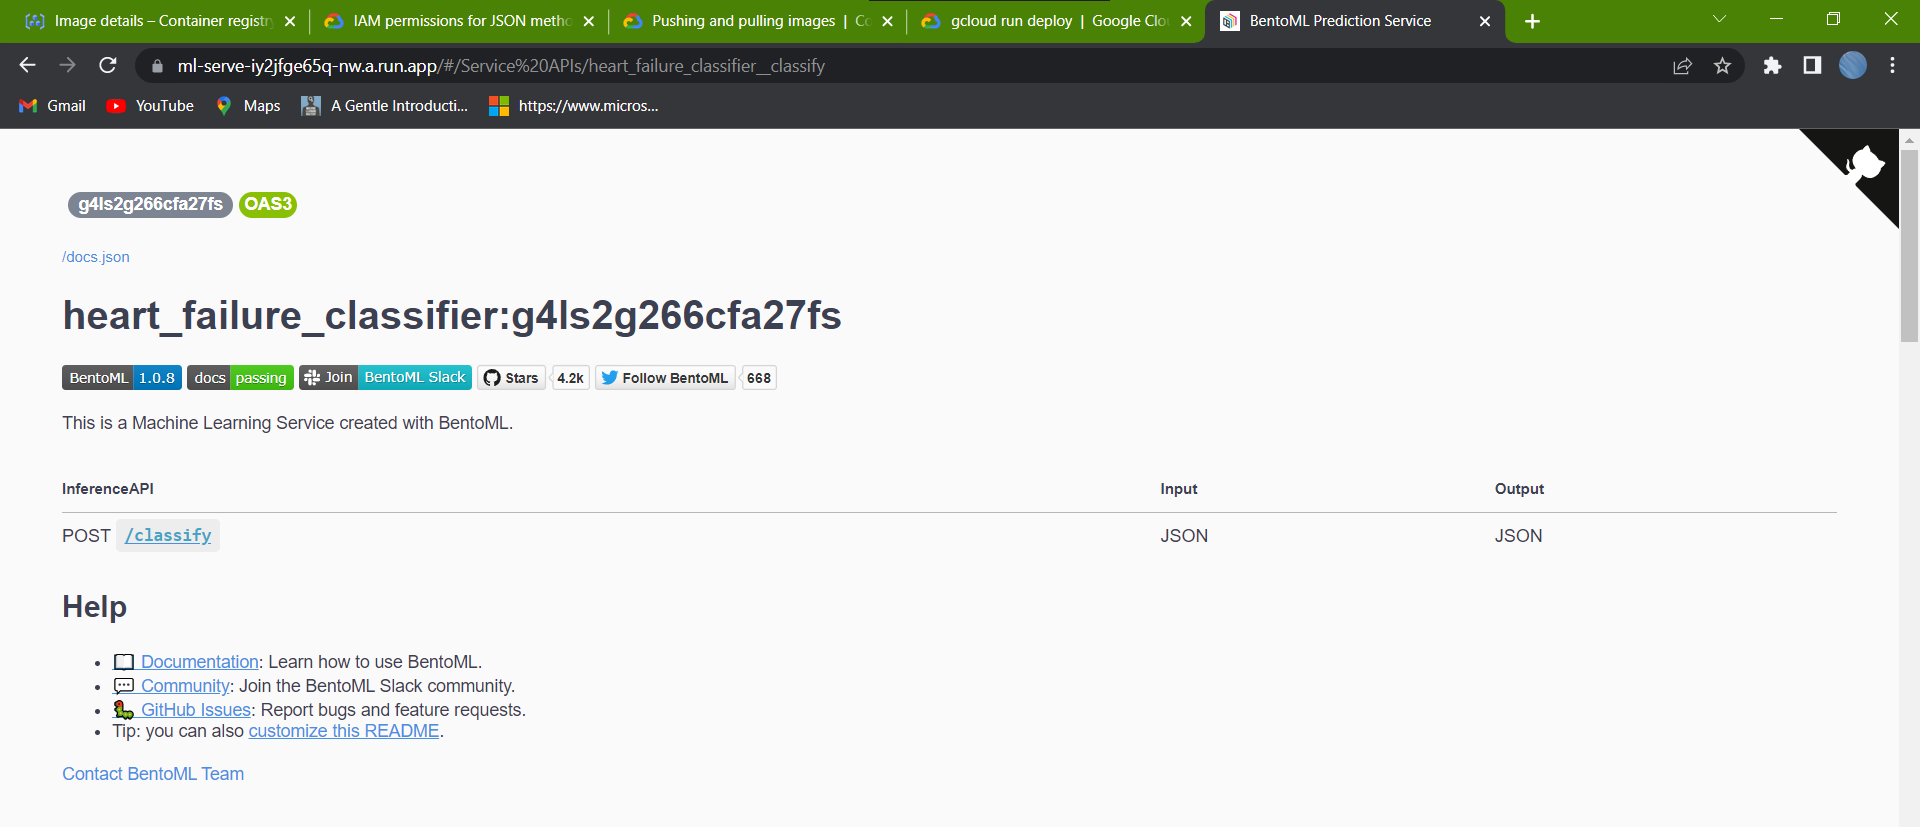 Image details – Container registry
IAM permissions for JSON metho
Pushing and pulling images | Co
gcloud run deploy | Google Clou
BentoML Prediction Service
ml-serve-iy2jfge65q-nw.a.run.app/#/Service%20APIs/heart_failure_classifier__classify
Gmail
YouTube
Maps
A Gentle Introducti...
https://www.micros...
g4ls2g266cfa27fs OAS3
/docs.json
heart_failure_classifier:g4ls2g266cfa27fs
BentoML 1.0.8 docs passing Join BentoML Slack Stars 4.2k Follow BentoML 668
This is a Machine Learning Service created with BentoML.
InferenceAPI Input Output
POST /classify JSON JSON
Help
Documentation: Learn how to use BentoML.
Community: Join the BentoML Slack community.
GitHub Issues: Report bugs and feature requests.
Tip: you can also customize this README.
Contact BentoML Team